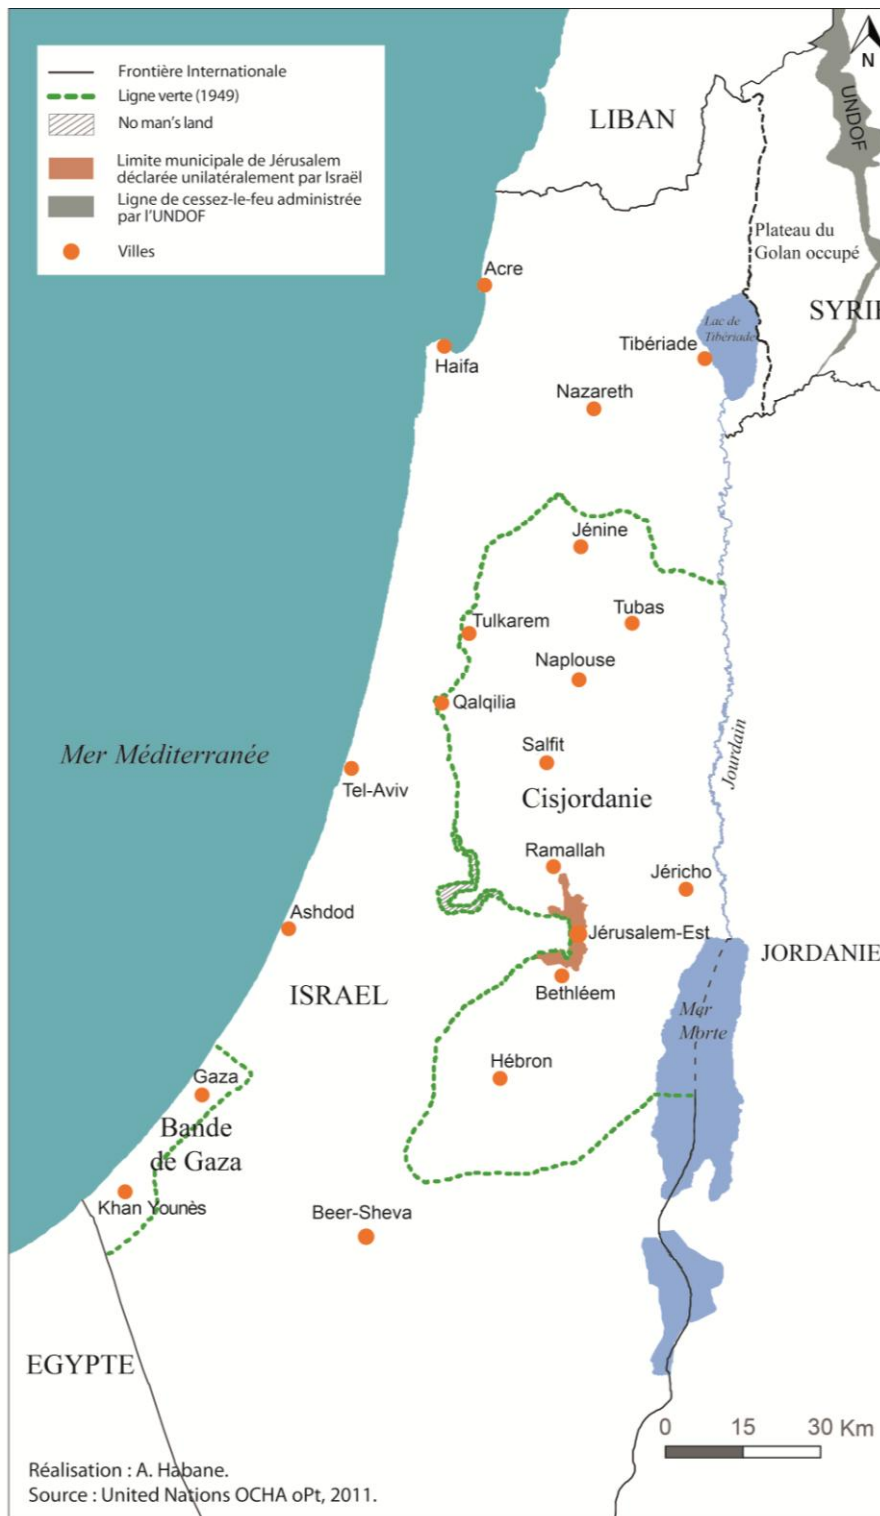 Frontière Internationale
Ligne verte (1949)
No man's land
Limite municipale de Jérusalem
déclarée unilatéralement par Israël
Ligne de cessez-le-feu administrée
par l'UNDOF
Villes
N
UNDOF
LIBAN
Plateau du
Golan occupé
SYRIE
Acre
Lac de
Tibériade
Tibériade
Haifa
Nazareth
Jénine
Tubas
Tulkarem
Naplouse
Qalqilia
Jourdain
Mer Méditerranée
Salfit
Tel-Aviv
Cisjordanie
Ramallah
Jéricho
Ashdod
Jérusalem-Est
JORDANIE
ISRAEL
Bethléem
Mer
Morte
Hébron
Gaza
Bande
de Gaza
Khan Younès
Beer-Sheva
EGYPTE
0 15 30 Km
Réalisation : A. Habane.
Source : United Nations OCHA oPt, 2011.